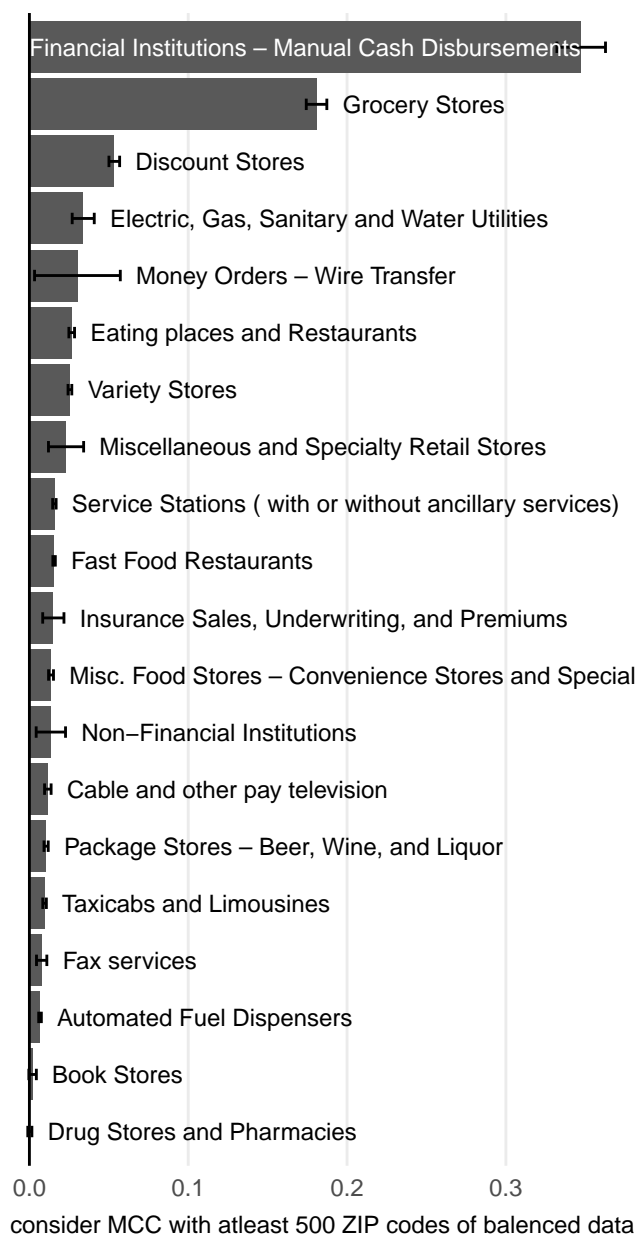 Financial Institutions – Manual Cash Disbursements
Grocery Stores
Discount Stores
Electric, Gas, Sanitary and Water Utilities
Money Orders – Wire Transfer
Eating places and Restaurants
Variety Stores
Miscellaneous and Specialty Retail Stores
Service Stations ( with or without ancillary services)
Fast Food Restaurants
Insurance Sales, Underwriting, and Premiums
Misc. Food Stores – Convenience Stores and Special
Non–Financial Institutions
Cable and other pay television
Package Stores – Beer, Wine, and Liquor
Taxicabs and Limousines
Fax services
Automated Fuel Dispensers
Book Stores
Drug Stores and Pharmacies
0.0 0.1 0.2 0.3
consider MCC with atleast 500 ZIP codes of balenced data